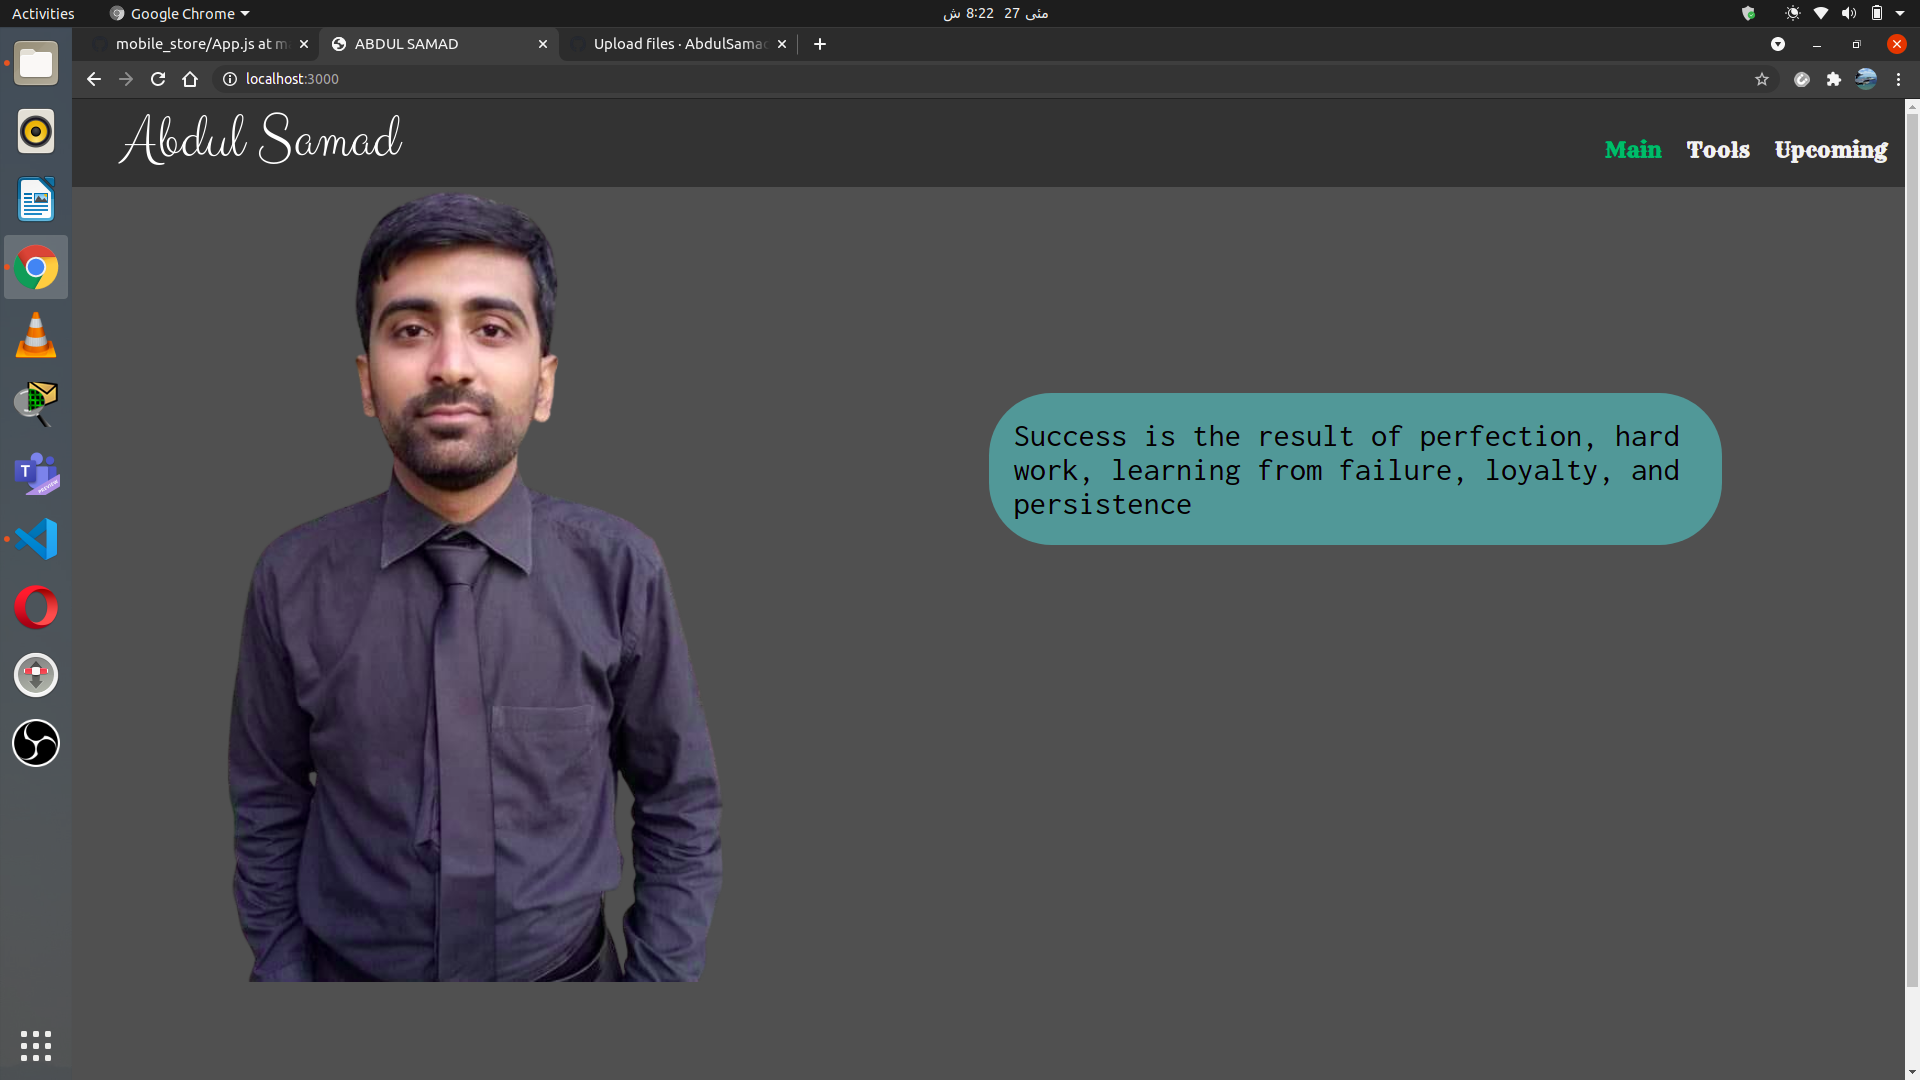 Activities
Google Chrome
مئی 27 8:22 ش
mobile_store/App.js at m
ABDUL SAMAD
Upload files · AbdulSamad
localhost:3000
Abdul Samad
Main Tools Upcoming
Success is the result of perfection, hard
work, learning from failure, loyalty, and
persistence
T
PREVIEW